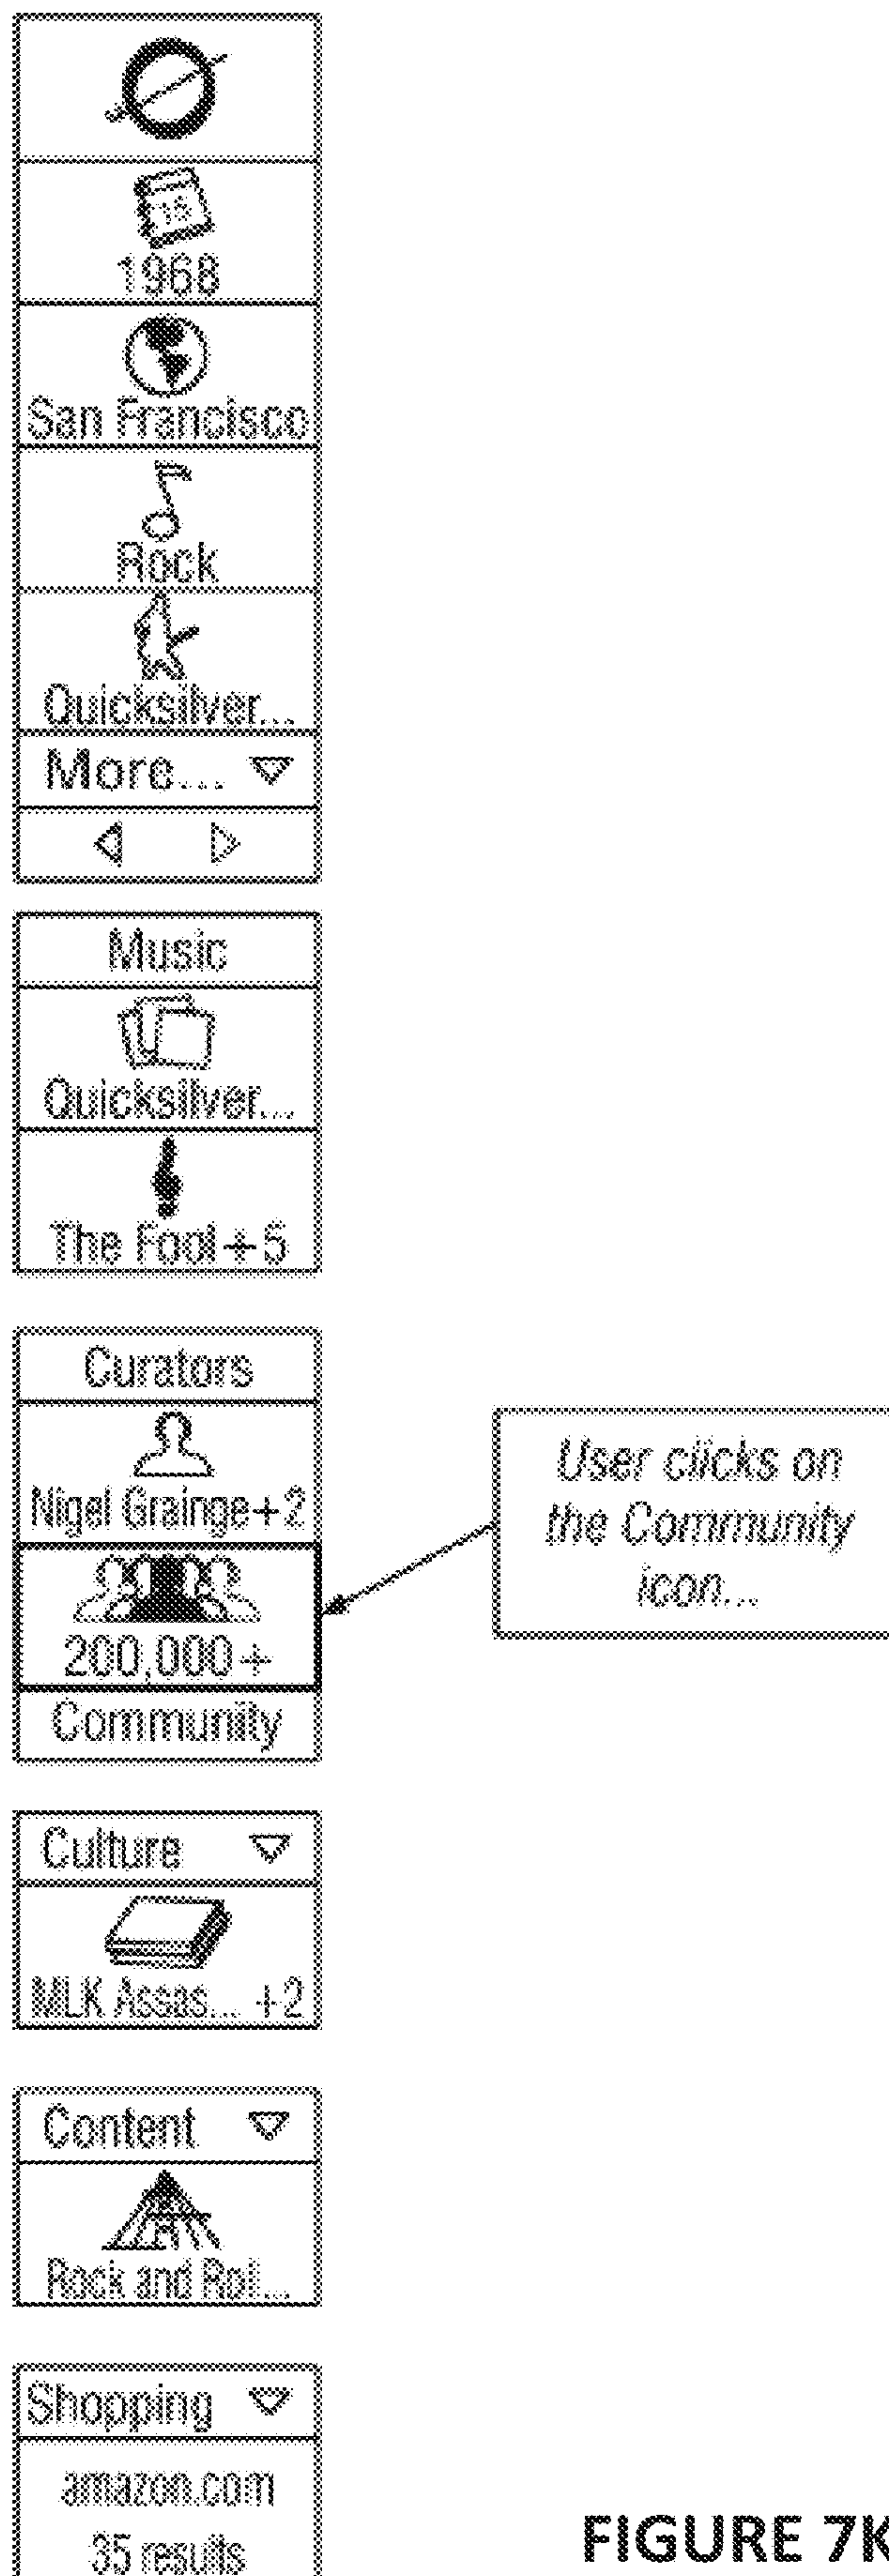 1968
San Francisco
Rock
Quicksilver...
More....
Music
Quicksilver...
The Fool +5
Curators
Nigel Grainge+2
200,000+
Community
User clicks on
the Community
icon...
Culture
MLK Assas... +2
Content
Rock and Roll...
Shopping
amazon.com
35 results
FIGURE 7K